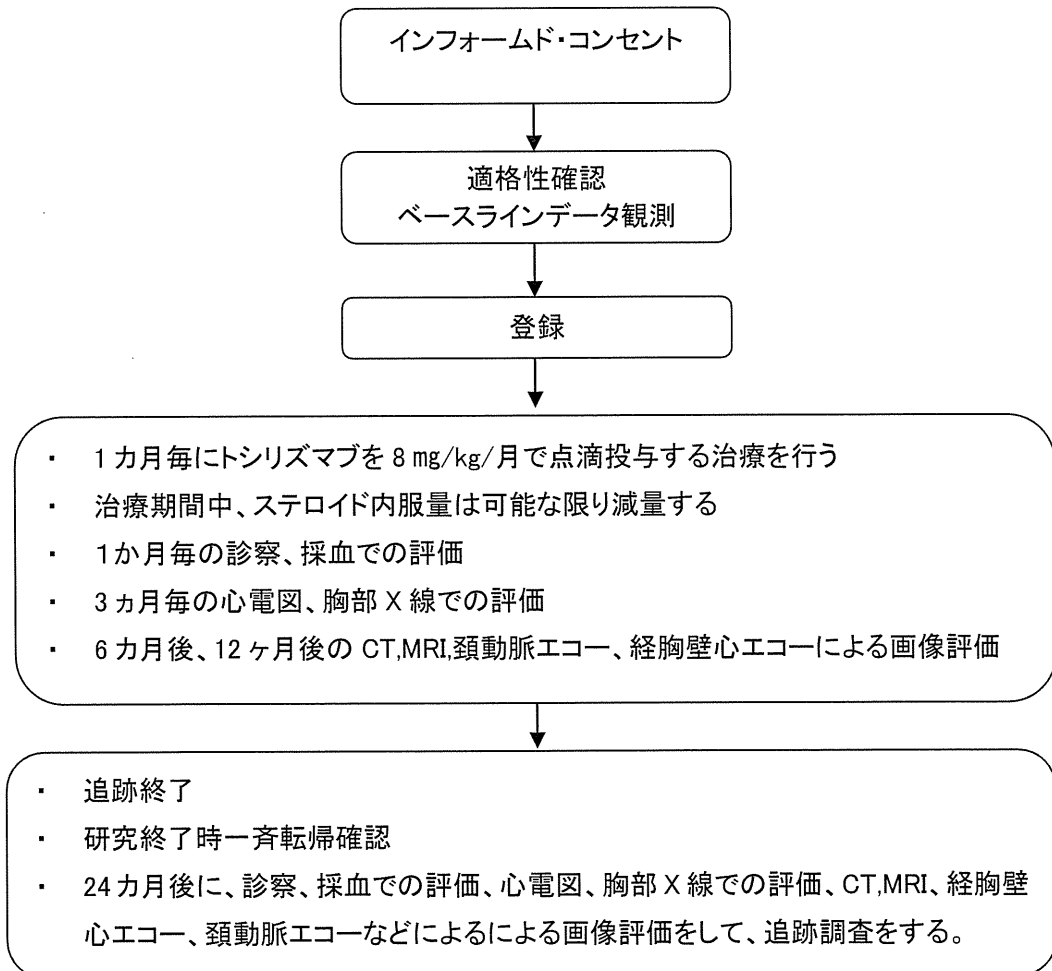 インフォームド・コンセント
適格性確認
ベースラインデータ観測
登録
・ 1カ月毎にトシリズマブを 8 mg/kg/月で点滴投与する治療を行う
・ 治療期間中、ステロイド内服量は可能な限り減量する
・ 1か月毎の診察、採血での評価
・ 3ヵ月毎の心電図、胸部 X 線での評価
・ 6カ月後、12ヶ月後の CT,MRI,頚動脈エコー、経胸壁心エコーによる画像評価
・ 追跡終了
・ 研究終了時一斉転帰確認
・ 24カ月後に、診察、採血での評価、心電図、胸部 X 線での評価、CT,MRI、経胸壁
心エコー、頚動脈エコーなどによるによる画像評価をして、追跡調査をする。